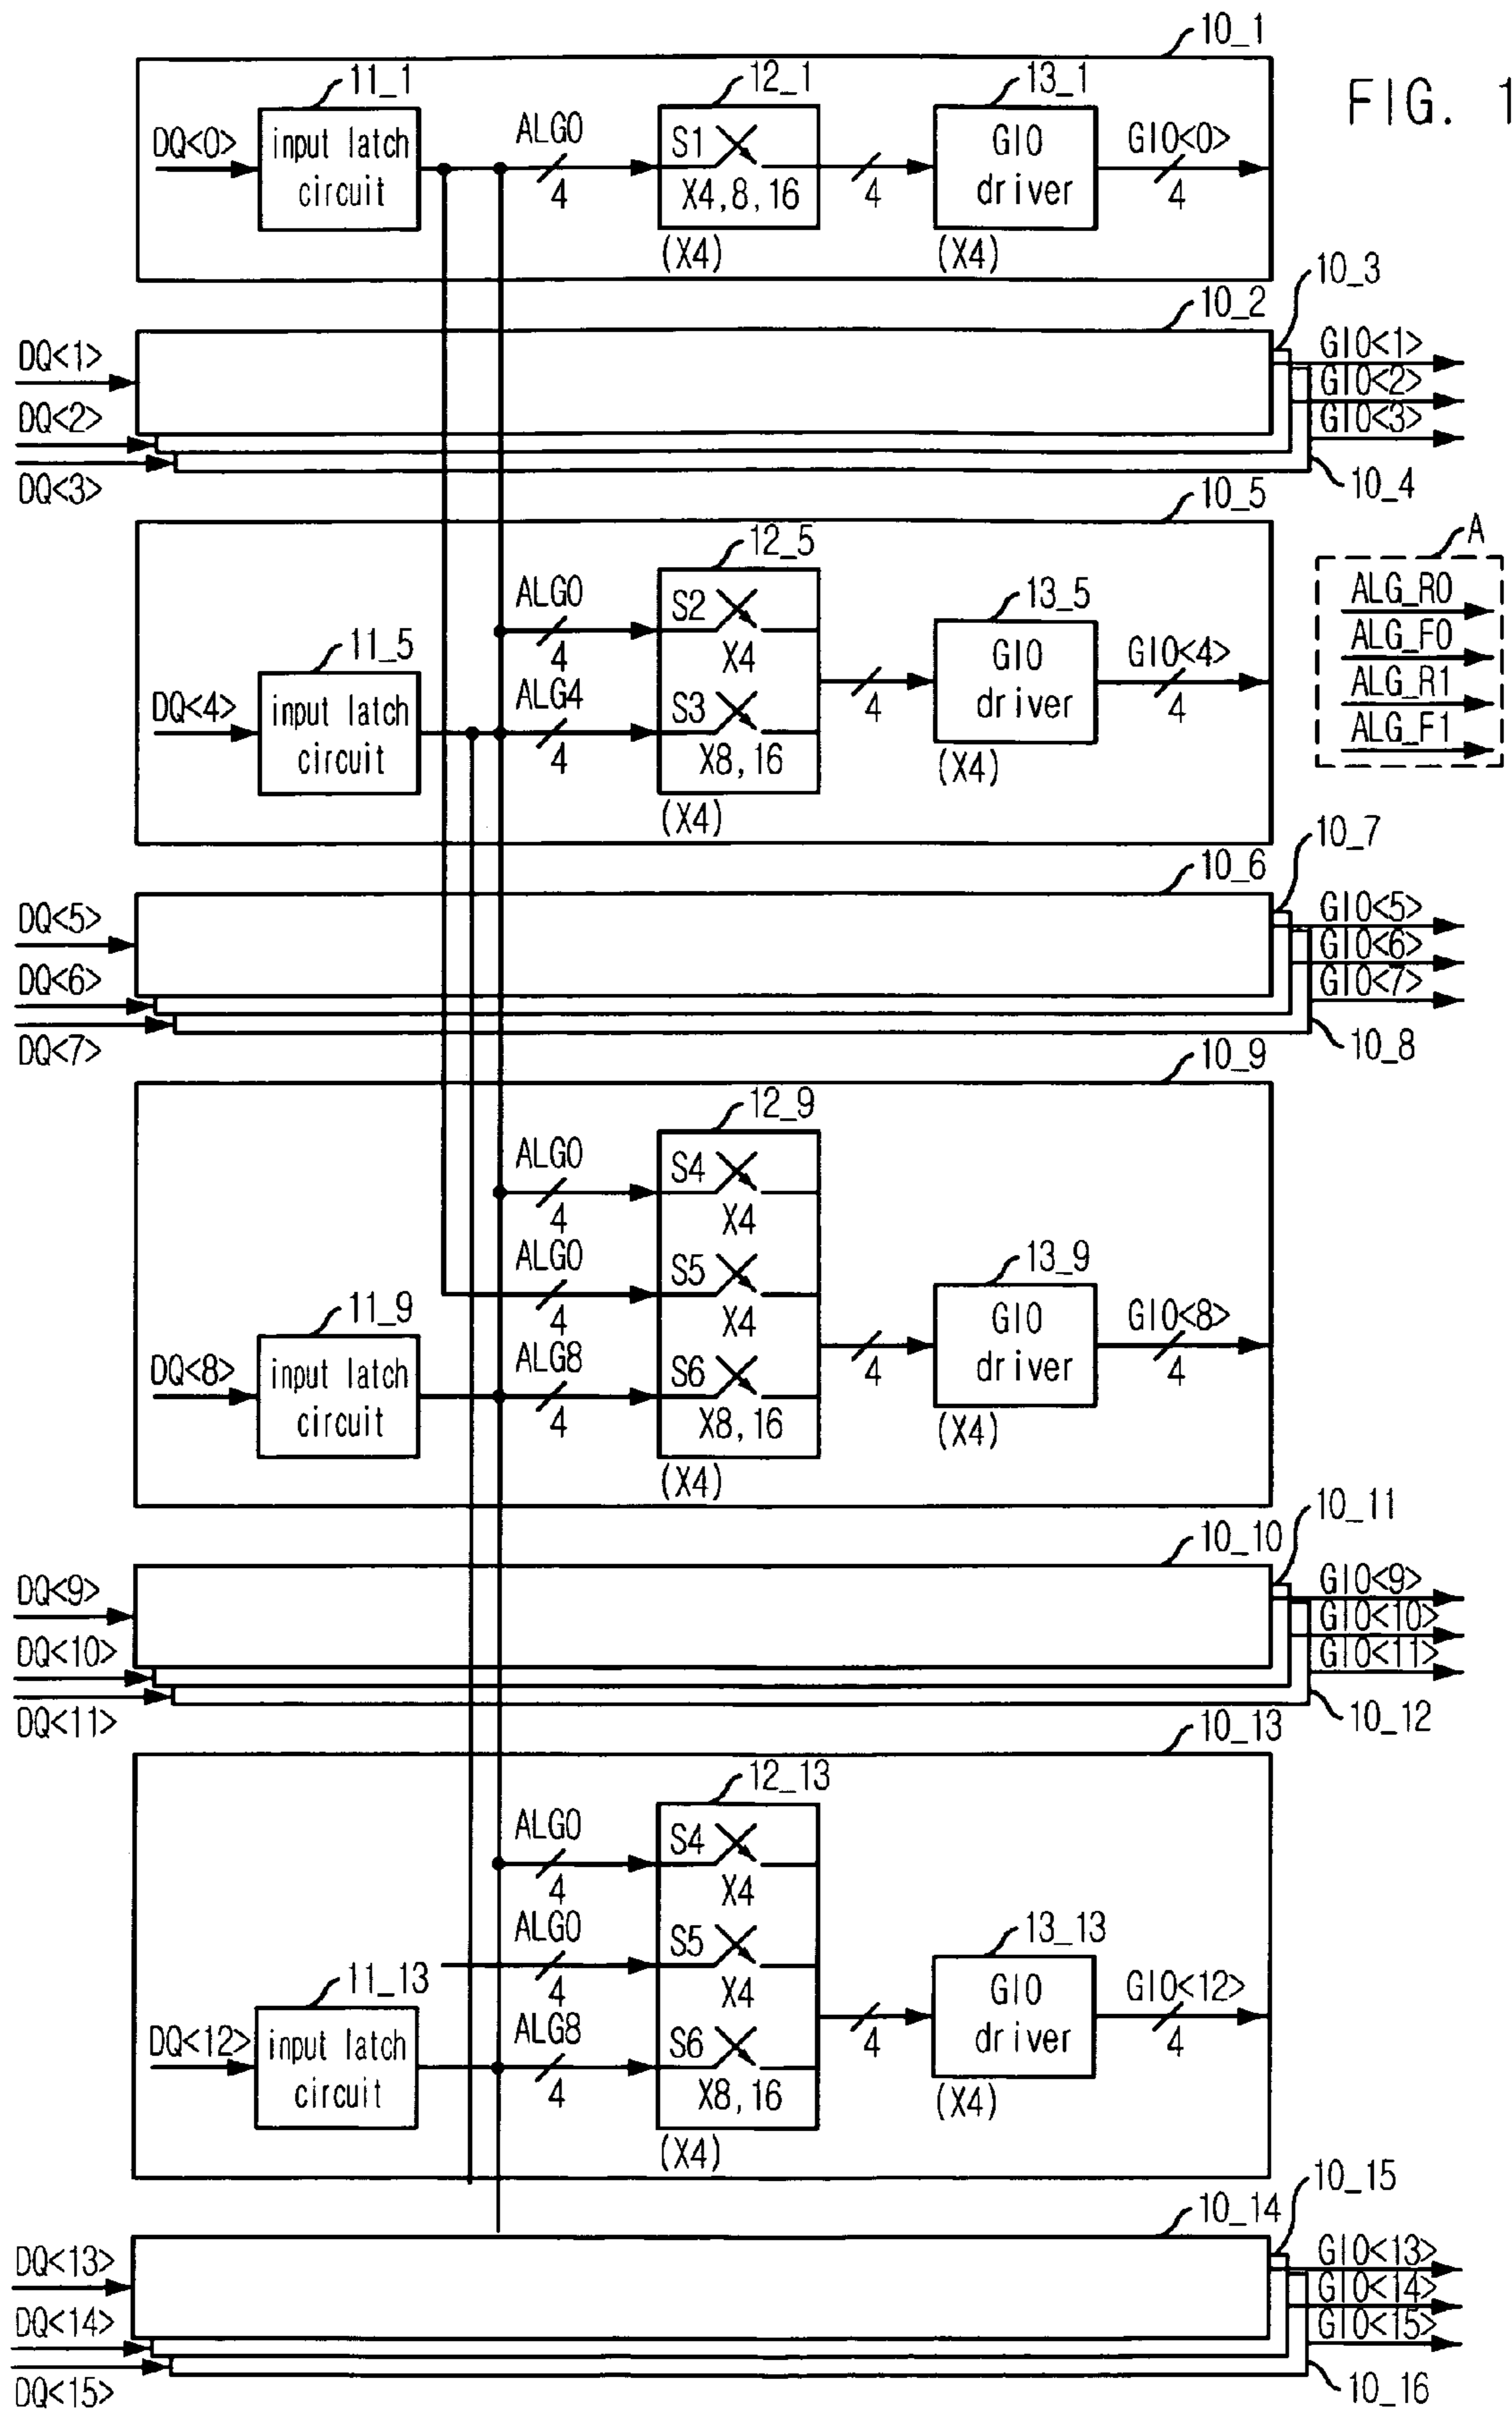 FIG. 1
10_1
11_1
12_1
13_1
DQ<0>
input latch
circuit
ALG0
4
S1
X4,8,16
(X4)
4
GIO
driver
(X4)
GIO<0>
4
10_2
10_3
DQ<1>
DQ<2>
DQ<3>
GIO<1>
GIO<2>
GIO<3>
10_4
10_5
12_5
ALG0
4
S2
X4
11_5
DQ<4>
input latch
circuit
ALG4
4
S3
X8,16
(X4)
4
13_5
GIO
driver
(X4)
GIO<4>
4
A
ALG_R0
ALG_F0
ALG_R1
ALG_F1
10_6
10_7
DQ<5>
DQ<6>
DQ<7>
GIO<5>
GIO<6>
GIO<7>
10_8
10_9
12_9
ALG0
4
S4
X4
ALG0
4
S5
X4
11_9
DQ<8>
input latch
circuit
ALG8
4
S6
X8,16
(X4)
4
13_9
GIO
driver
(X4)
GIO<8>
4
10_10
10_11
DQ<9>
DQ<10>
DQ<11>
GIO<9>
GIO<10>
GIO<11>
10_12
10_13
12_13
ALG0
4
S4
X4
ALG0
4
S5
X4
11_13
DQ<12>
input latch
circuit
ALG8
4
S6
X8,16
(X4)
4
13_13
GIO
driver
(X4)
GIO<12>
4
10_14
10_15
DQ<13>
DQ<14>
DQ<15>
GIO<13>
GIO<14>
GIO<15>
10_16